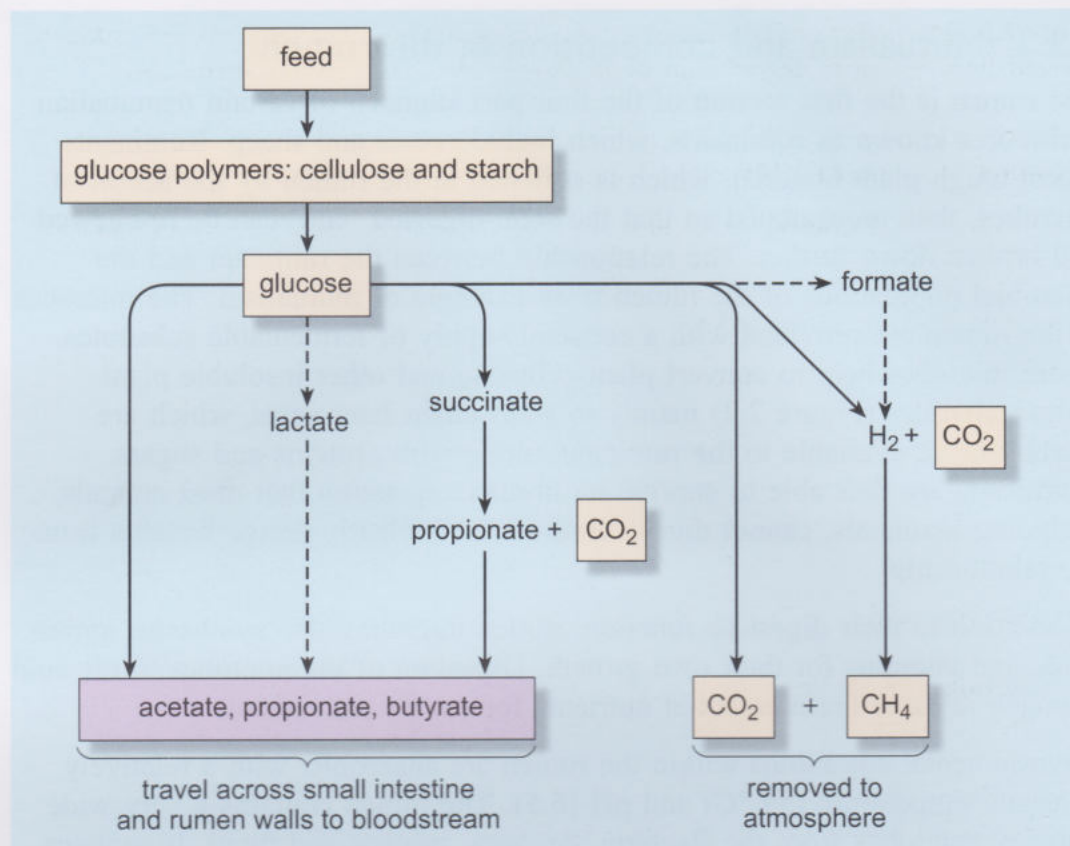 feed
glucose polymers: cellulose and starch
glucose
formate
succinate
lactate
H₂ + CO₂
propionate + CO₂
acetate, propionate, butyrate
CO₂ + CH₄
travel across small intestine
and rumen walls to bloodstream
removed to
atmosphere